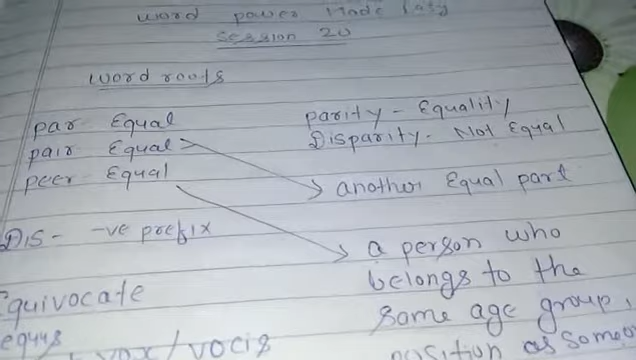 word power Made Easy
Session 20
word roots
par Equal
parity - Equality
pair Equal
Disparity - Not Equal
peer Equal
another Equal part
Dis- -ve prefix
a person who
belongs to the
Equivocate
same age group,
equus
position as someon
vox/vocis